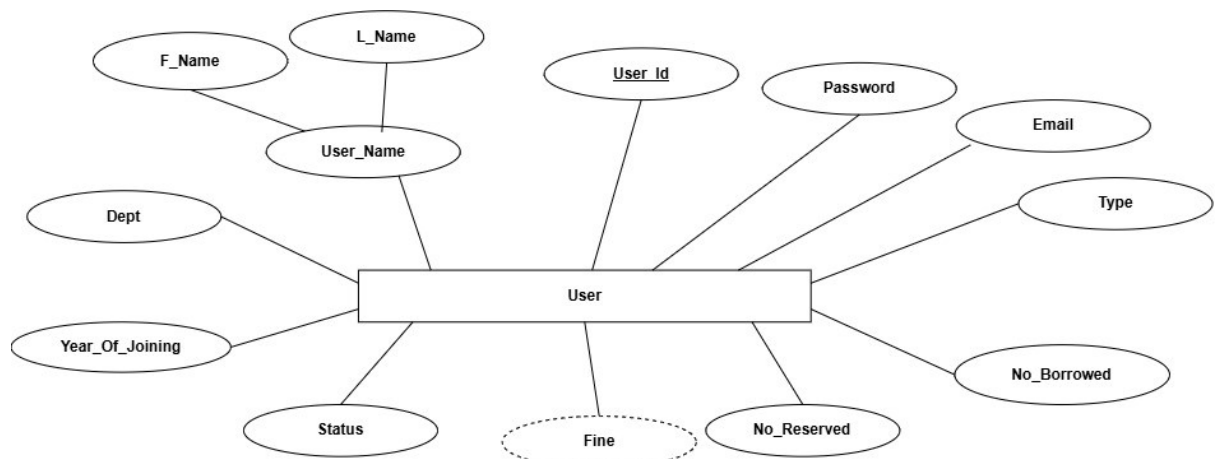 L_Name
F_Name
User_Id
Password
Email
User_Name
Type
Dept
User
Year_Of_Joining
No_Borrowed
Status
Fine
No_Reserved